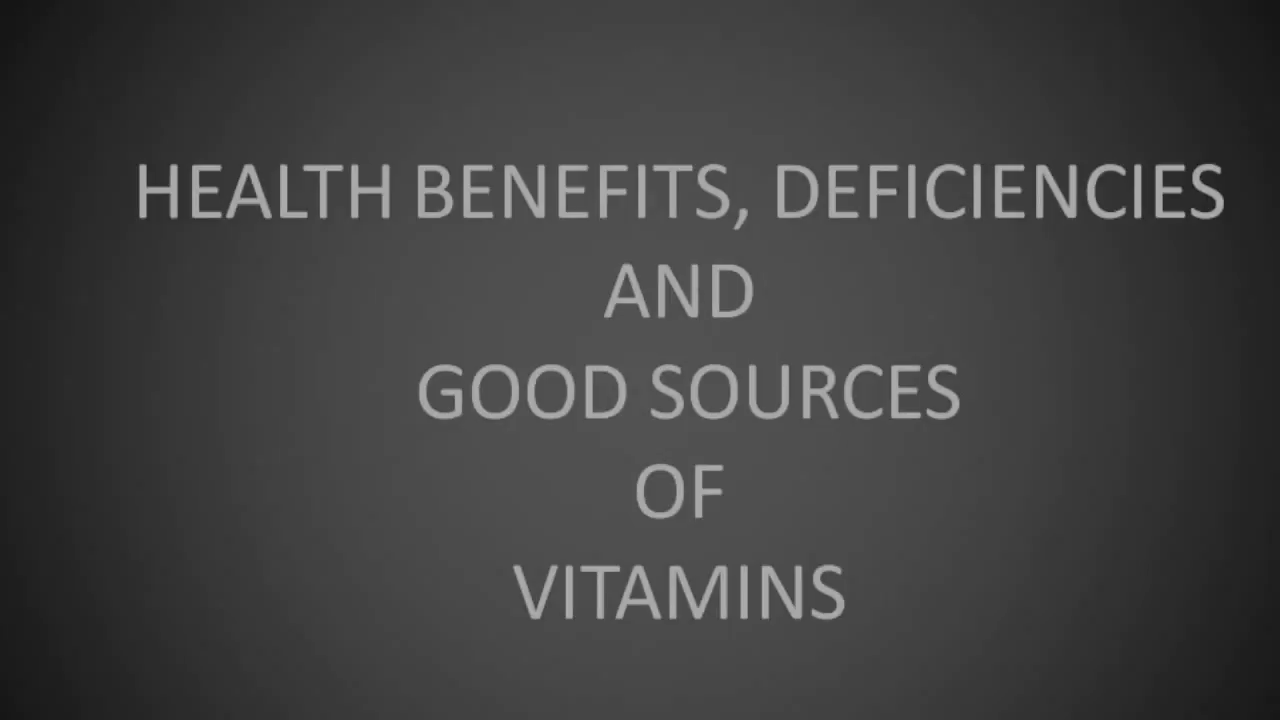 HEALTH BENEFITS, DEFICIENCIES
AND
GOOD SOURCES
OF
VITAMINS